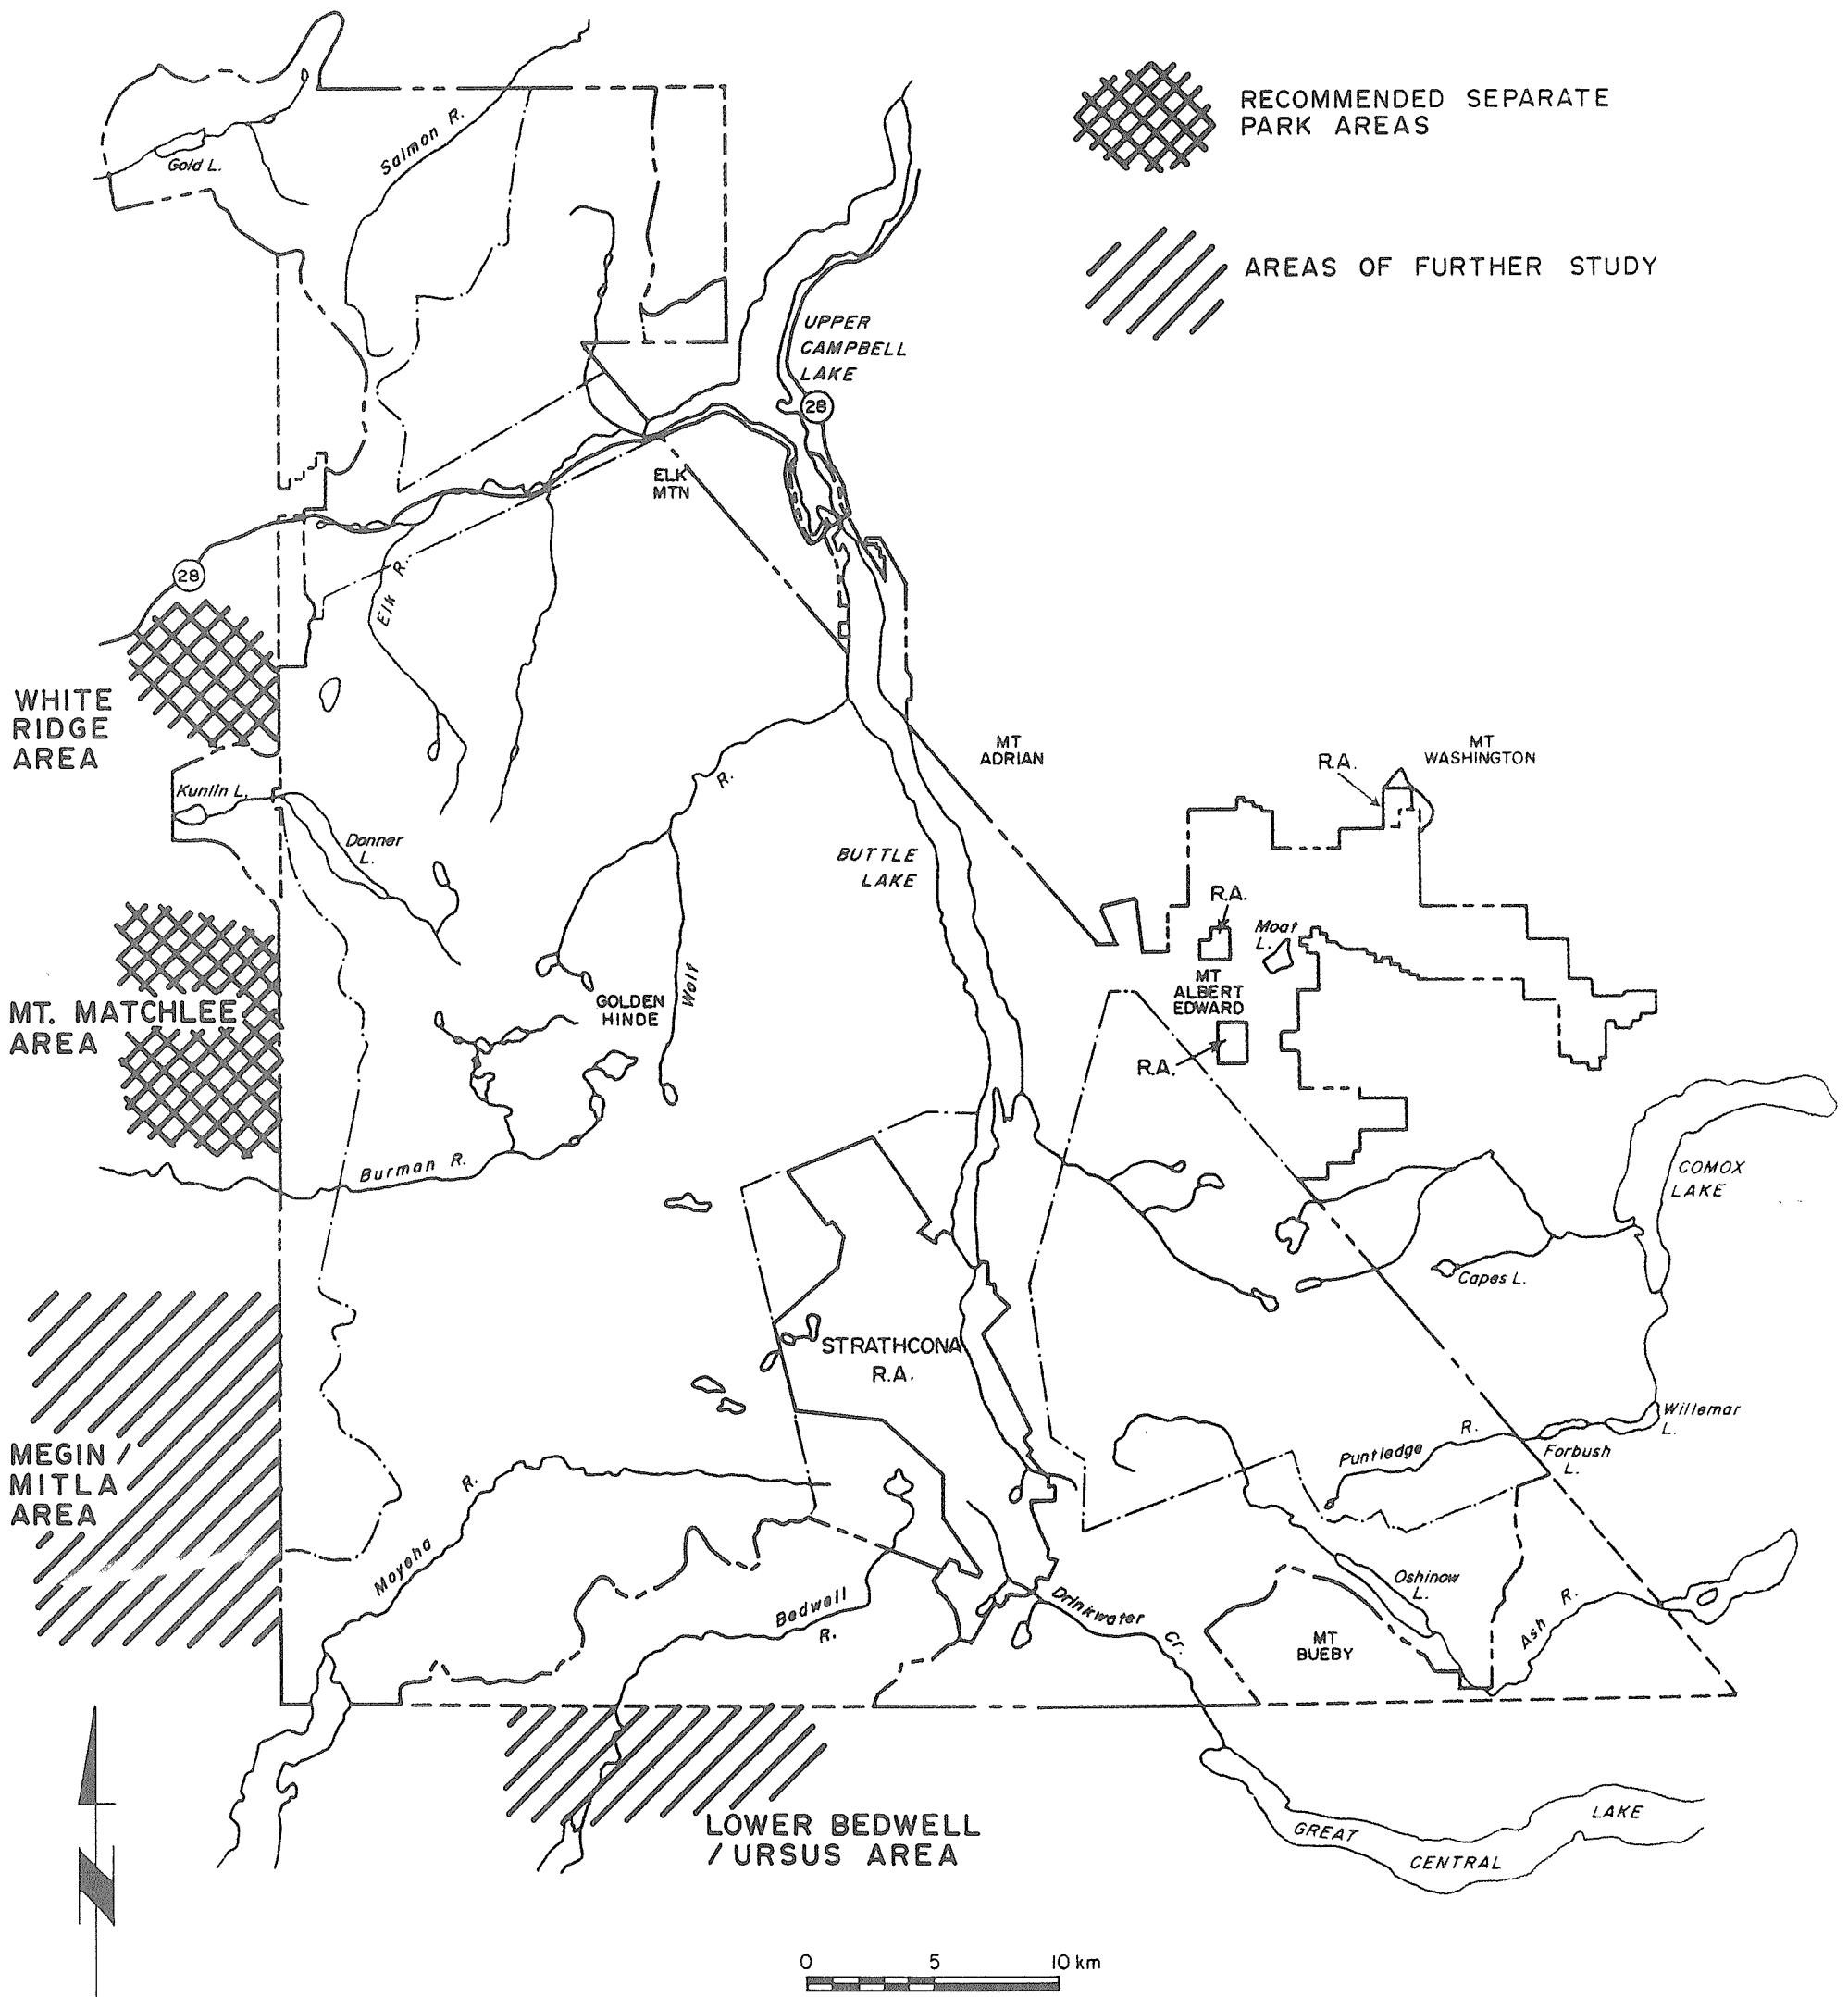 RECOMMENDED SEPARATE
PARK AREAS
AREAS OF FURTHER STUDY
Gold L.
Salmon R.
UPPER
CAMPBELL
LAKE
28
ELK
MTN
28
Elk R.
WHITE
RIDGE
AREA
MT
ADRIAN
R.A.
MT
WASHINGTON
Kunlin L.
Donner
L.
Wolf R.
BUTTLE
LAKE
R.A.
Moat
L.
MT
ALBERT
EDWARD
R.A.
GOLDEN
HINDE
MT. MATCHLEE
AREA
Burman R.
COMOX
LAKE
Capes L.
STRATHCONA
R.A.
MEGIN /
MITLA
AREA
Willemar
L.
Puntledge R.
Forbush
L.
Moyeha R.
Bedwell
R.
Drinkwater Cr.
Oshinow
L.
Ash R.
MT
BUEBY
LOWER BEDWELL
/ URSUS AREA
GREAT
CENTRAL
LAKE
N
0 5 10 km